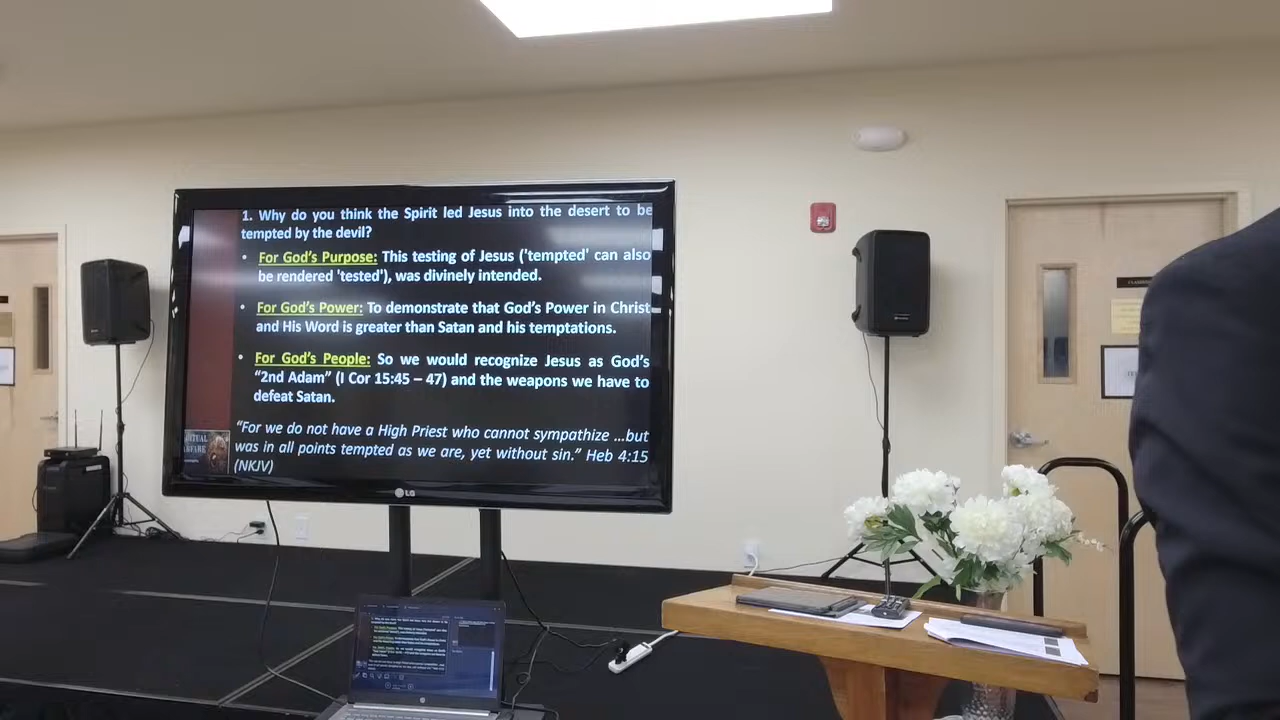 1. Why do you think the Spirit led Jesus into the desert to be
tempted by the devil?
• For God's Purpose: This testing of Jesus ('tempted' can also
be rendered 'tested'), was divinely intended.
• For God's Power: To demonstrate that God's Power in Christ
and His Word is greater than Satan and his temptations.
• For God's People: So we would recognize Jesus as God's
“2nd Adam” (I Cor 15:45 – 47) and the weapons we have to
defeat Satan.
“For we do not have a High Priest who cannot sympathize ...but
was in all points tempted as we are, yet without sin.” Heb 4:15
(NKJV)
LG